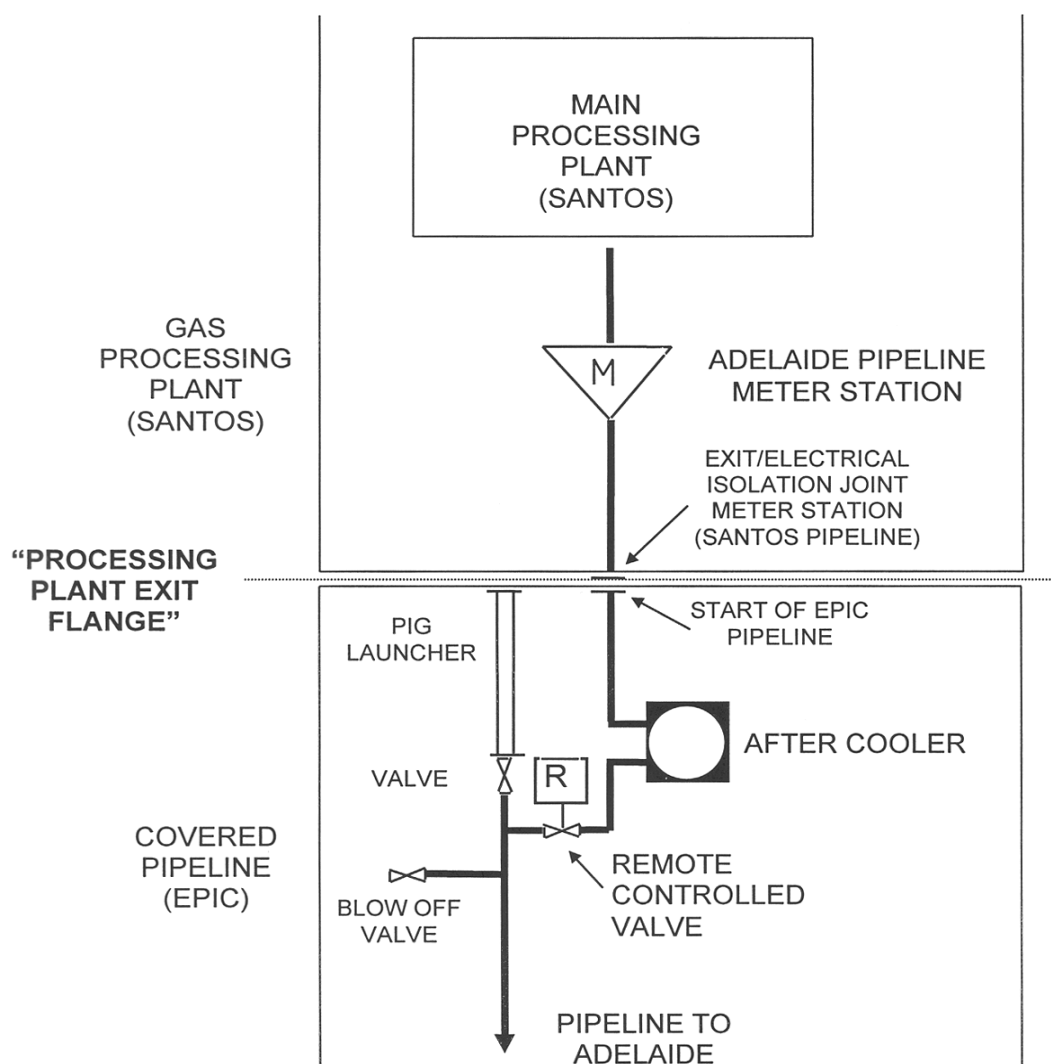 MAIN
PROCESSING
PLANT
(SANTOS)
GAS
PROCESSING
PLANT
(SANTOS)
M
ADELAIDE PIPELINE
METER STATION
EXIT/ELECTRICAL
ISOLATION JOINT
METER STATION
(SANTOS PIPELINE)
“PROCESSING
PLANT EXIT
FLANGE”
START OF EPIC
PIPELINE
PIG
LAUNCHER
AFTER COOLER
VALVE
R
COVERED
PIPELINE
(EPIC)
REMOTE
CONTROLLED
VALVE
BLOW OFF
VALVE
PIPELINE TO
ADELAIDE